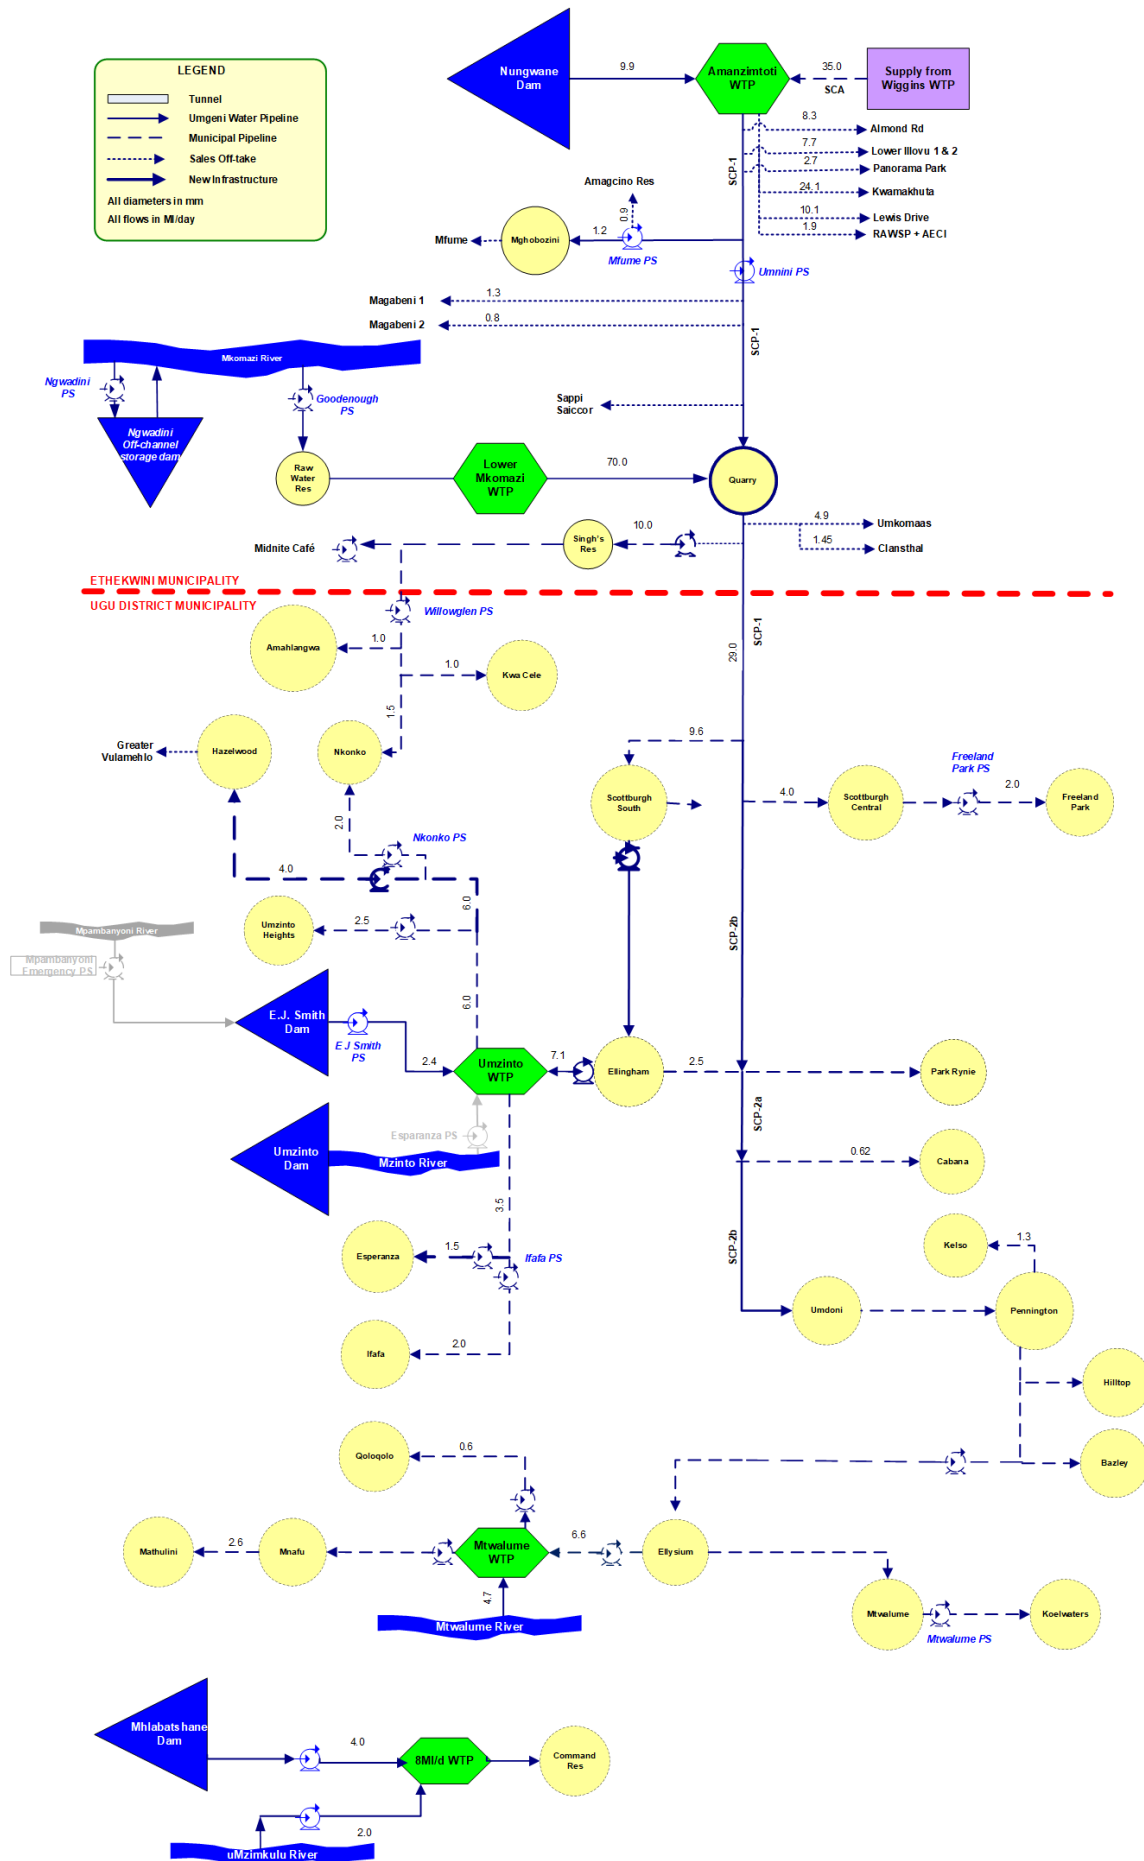 LEGEND
Tunnel
Umgeni Water Pipeline
Municipal Pipeline
Sales Off-take
New Infrastructure
All diameters in mm
All flows in Ml/day
Nungwane
Dam
9.9
Amanzimtoti
WTP
35.0
SCA
Supply from
Wiggins WTP
8.3
Almond Rd
7.7
Lower Illovu 1 & 2
2.7
Panorama Park
24.1
Kwamakhuta
10.1
Lewis Drive
1.9
RAWSP + AECI
SCP-1
Amagcino Res
0.9
Mfume
Mghobozini
1.2
Mfume PS
Umnini PS
Magabeni 1
1.3
Magabeni 2
0.8
SCP-1
Mkomazi River
Ngwadini
PS
Goodenough
PS
Ngwadini
Off-channel
storage dam
Sappi
Saiccor
Raw
Water
Res
Lower
Mkomazi
WTP
70.0
Quarry
4.9
Umkomaas
1.45
Clansthal
Midnite Café
Singh's
Res
10.0
ETHEKWINI MUNICIPALITY
UGU DISTRICT MUNICIPALITY
Willowglen PS
SCP-1
29.0
Amahlangwa
1.0
1.0
Kwa Cele
1.5
Greater
Vulamehlo
Hazelwood
Nkonko
9.6
Scottburgh
South
4.0
Scottburgh
Central
Freeland
Park PS
2.0
Freeland
Park
2.0
Nkonko PS
4.0
6.0
Umzinto
Heights
2.5
SCP-2b
Mpambanyoni River
Mpambanyoni
Emergency PS
E.J. Smith
Dam
E J Smith
PS
2.4
6.0
Umzinto
WTP
7.1
Ellingham
2.5
Park Rynie
SCP-2a
Esparanza PS
Umzinto
Dam
Mzinto River
0.62
Cabana
3.5
SCP-2b
Kelso
1.3
Esperanza
1.5
Ifafa PS
Umdoni
Pennington
Ifafa
2.0
Hilltop
Qoloqolo
0.6
Bazley
Mathulini
2.6
Mnafu
Mtwalume
WTP
6.6
Ellysium
4.7
Mtwalume River
Mtwalume
Mtwalume PS
Koelwaters
Mhlabatshane
Dam
4.0
8Ml/d WTP
Command
Res
2.0
uMzimkulu River